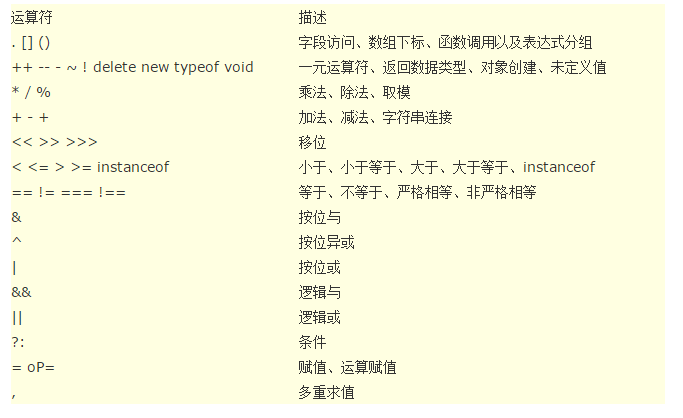 运算符 描述
. [] () 字段访问、数组下标、函数调用以及表达式分组
++ -- - ~ ! delete new typeof void 一元运算符、返回数据类型、对象创建、未定义值
* / % 乘法、除法、取模
+ - + 加法、减法、字符串连接
<< >> >>> 移位
< <= > >= instanceof 小于、小于等于、大于、大于等于、instanceof
== != === !== 等于、不等于、严格相等、非严格相等
& 按位与
^ 按位异或
| 按位或
&& 逻辑与
|| 逻辑或
?: 条件
= oP= 赋值、运算赋值
, 多重求值